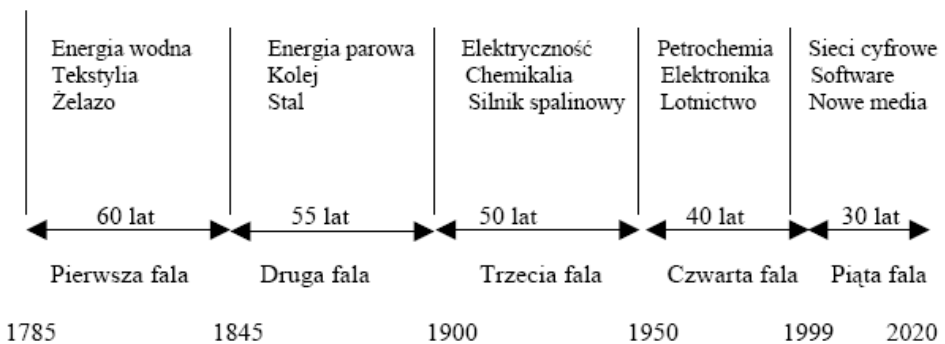 Energia wodna
Tekstylia
Żelazo
Energia parowa
Kolej
Stal
Elektryczność
Chemikalia
Silnik spalinowy
Petrochemia
Elektronika
Lotnictwo
Sieci cyfrowe
Software
Nowe media
60 lat
55 lat
50 lat
40 lat
30 lat
Pierwsza fala
Druga fala
Trzecia fala
Czwarta fala
Piąta fala
1785
1845
1900
1950
1999
2020